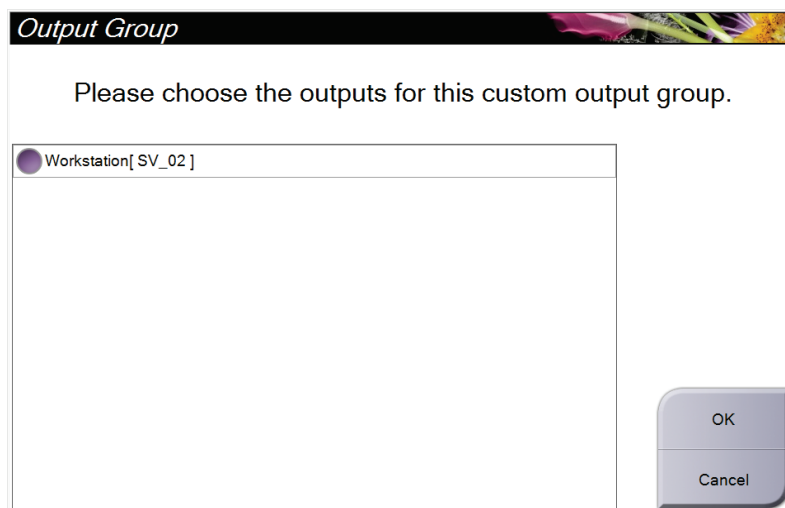 Output Group
Please choose the outputs for this custom output group.
Workstation[ SV_02 ]
OK
Cancel